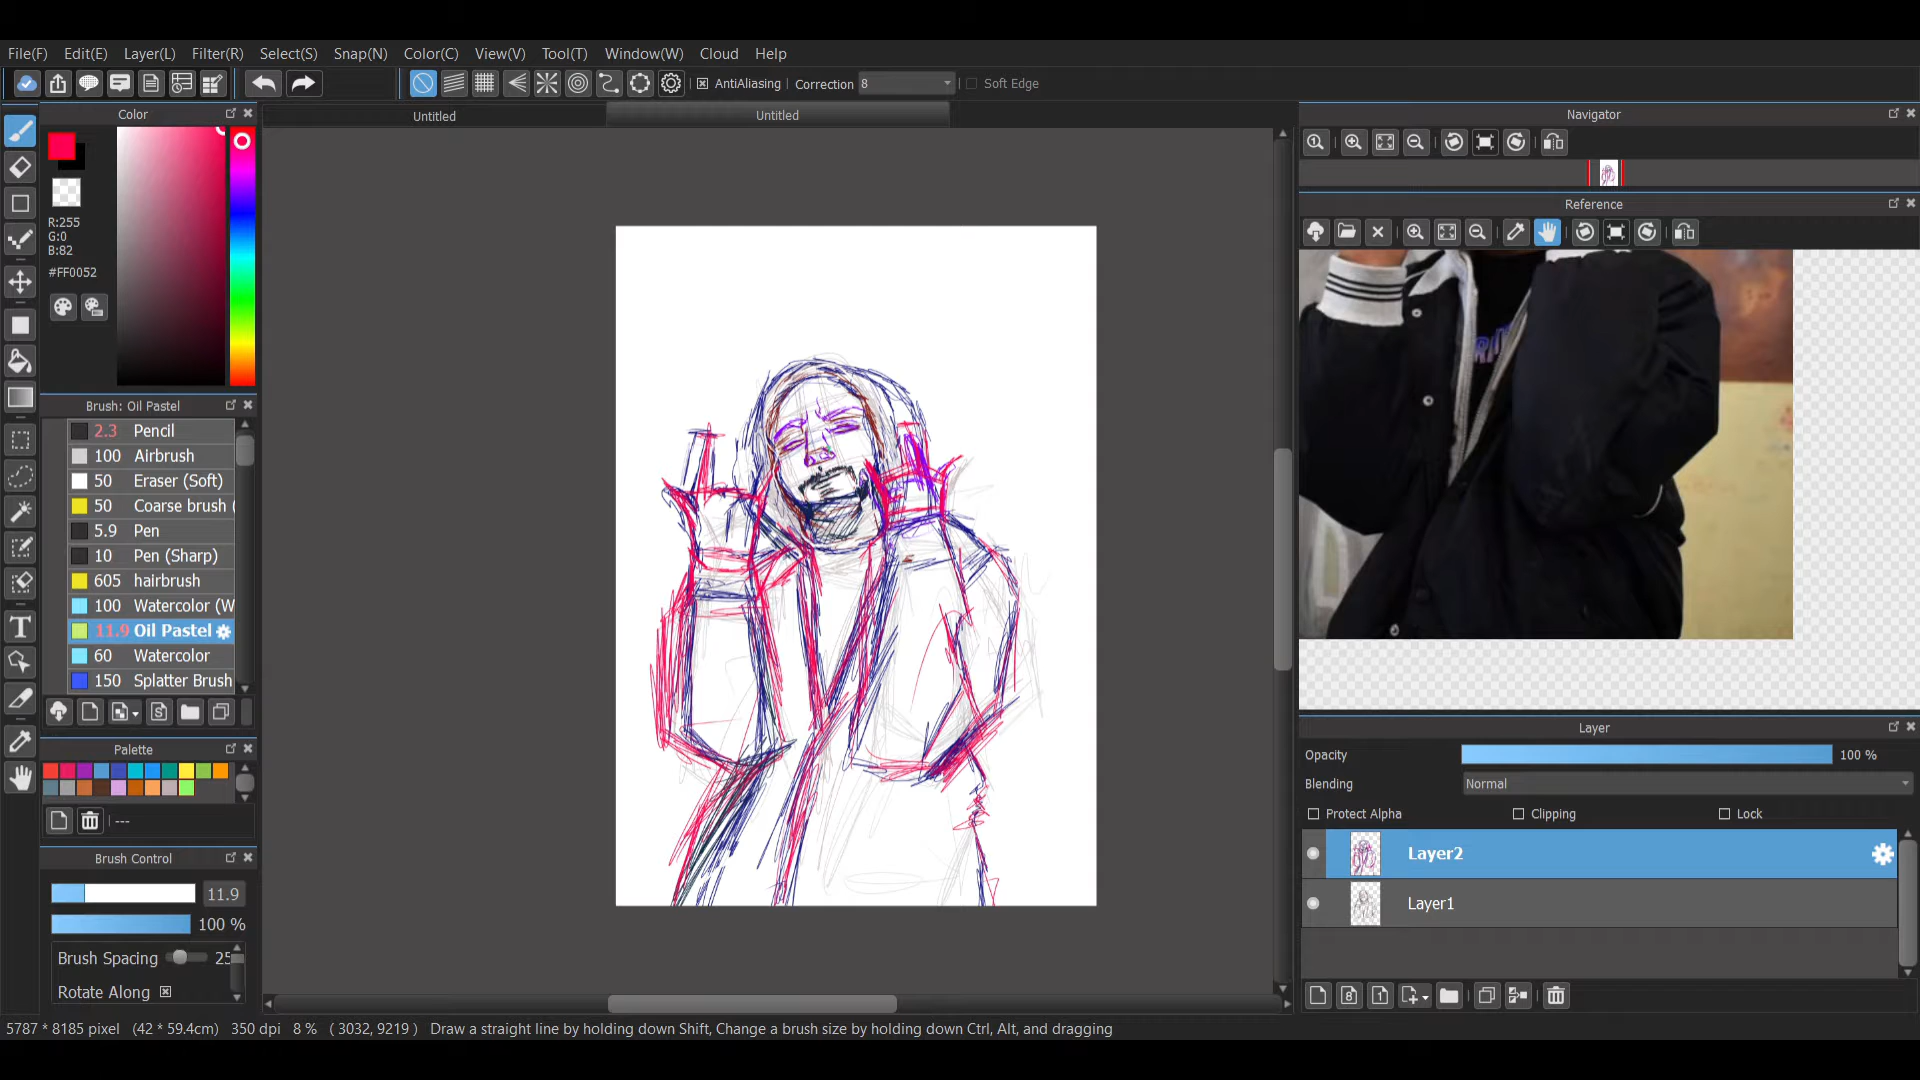 File(F) Edit(E) Layer(L) Filter(R) Select(S) Snap(N) Color(C) View(V) Tool(T) Window(W) Cloud Help
AntiAliasing Correction 8 Soft Edge
Color
Untitled
Untitled
Navigator
R:255
G:0
B:82
#FF0052
Reference
Brush: Oil Pastel
2.3 Pencil
100 Airbrush
50 Eraser (Soft)
50 Coarse brush (
5.9 Pen
10 Pen (Sharp)
605 hairbrush
100 Watercolor (W
11.9 Oil Pastel
60 Watercolor
150 Splatter Brush
Palette
---
Brush Control
11.9
100 %
Brush Spacing 25
Rotate Along
Layer
Opacity 100 %
Blending Normal
Protect Alpha Clipping Lock
Layer2
Layer1
5787 * 8185 pixel (42 * 59.4cm) 350 dpi 8 % ( 3032, 9219 ) Draw a straight line by holding down Shift, Change a brush size by holding down Ctrl, Alt, and dragging